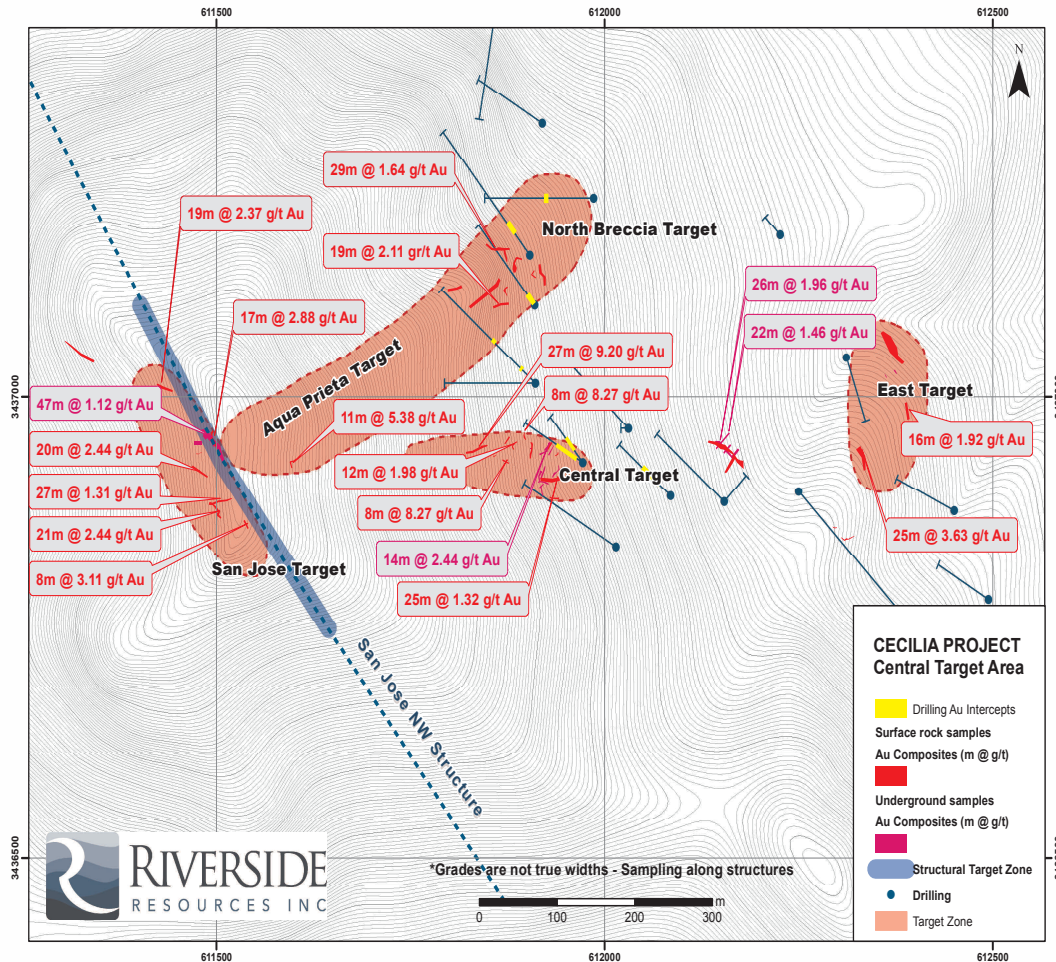 611500
612000
612500
N
29m @ 1.64 g/t Au
19m @ 2.37 g/t Au
North Breccia Target
19m @ 2.11 gr/t Au
26m @ 1.96 g/t Au
17m @ 2.88 g/t Au
22m @ 1.46 g/t Au
27m @ 9.20 g/t Au
Aqua Prieta Target
3437000
East Target
8m @ 8.27 g/t Au
47m @ 1.12 g/t Au
11m @ 5.38 g/t Au
16m @ 1.92 g/t Au
20m @ 2.44 g/t Au
12m @ 1.98 g/t Au
Central Target
27m @ 1.31 g/t Au
8m @ 8.27 g/t Au
21m @ 2.44 g/t Au
25m @ 3.63 g/t Au
14m @ 2.44 g/t Au
San Jose Target
8m @ 3.11 g/t Au
25m @ 1.32 g/t Au
San Jose NW Structure
CECILIA PROJECT
Central Target Area
Drilling Au Intercepts
Surface rock samples
Au Composites (m @ g/t)
Underground samples
Au Composites (m @ g/t)
Structural Target Zone
Drilling
Target Zone
3436500
RIVERSIDE
RESOURCES INC
*Grades are not true widths - Sampling along structures
m
0 100 200 300
611500
612000
612500